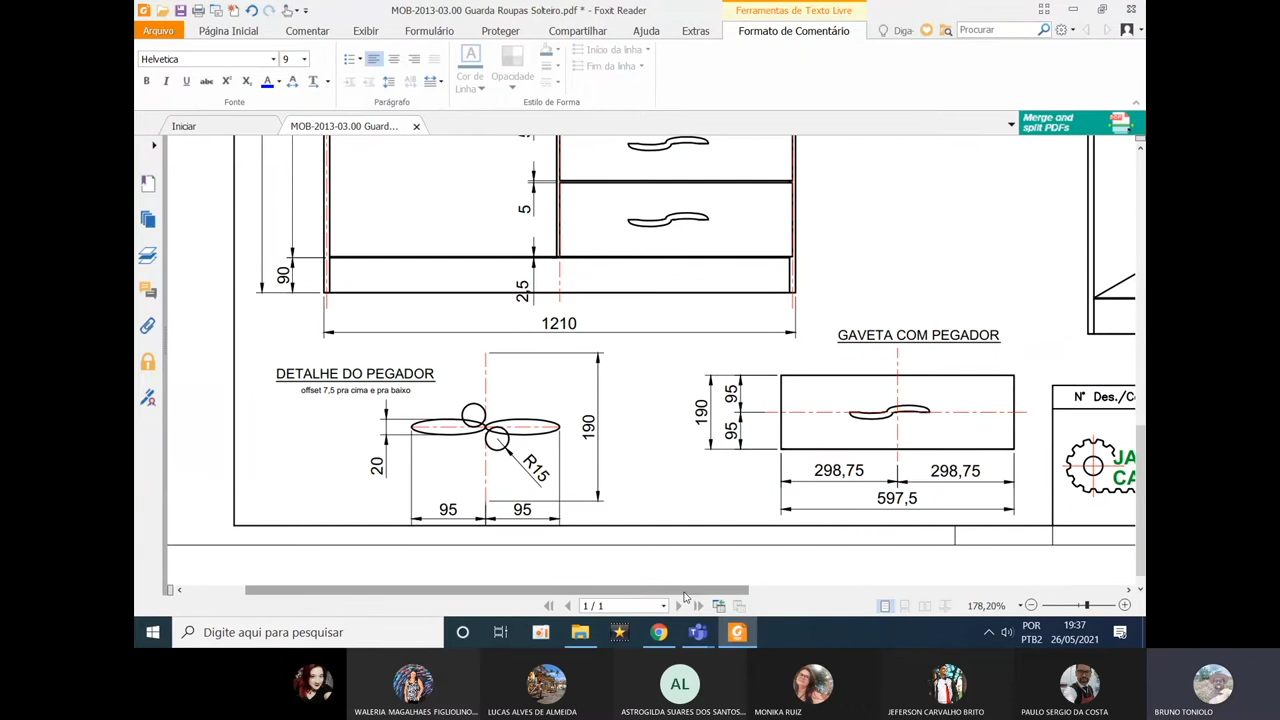 MOB-2013-03.00 Guarda Roupas Solteiro.pdf * - Foxit Reader
Ferramentas de Texto Livre
Arquivo
Página Inicial
Comentar
Exibir
Formulário
Proteger
Compartilhar
Ajuda
Extras
Formato de Comentário
Diga-
Procurar
Helvetica
9
Cor de Linha
Opacidade
Início da linha
Fim da linha
Fonte
Parágrafo
Estilo de Forma
Iniciar
MOB-2013-03.00 Guard...
Merge and
split PDFs
5
90
2,5
1210
GAVETA COM PEGADOR
DETALHE DO PEGADOR
offset 7,5 pra cima e pra baixo
190
20
R15
95
95
190
95
95
298,75
298,75
597,5
N° Des./C
JA
CA
1 / 1
178,20%
Digite aqui para pesquisar
POR
PTB2
19:37
26/05/2021
WALERIA MAGALHAES FIGLIOLINO...
LUCAS ALVES DE ALMEIDA
AL
ASTROGILDA SUARES DOS SANTOS...
MONIKA RUIZ
JEFERSON CARVALHO BRITO
PAULO SERGIO DA COSTA
BRUNO TONIOLO